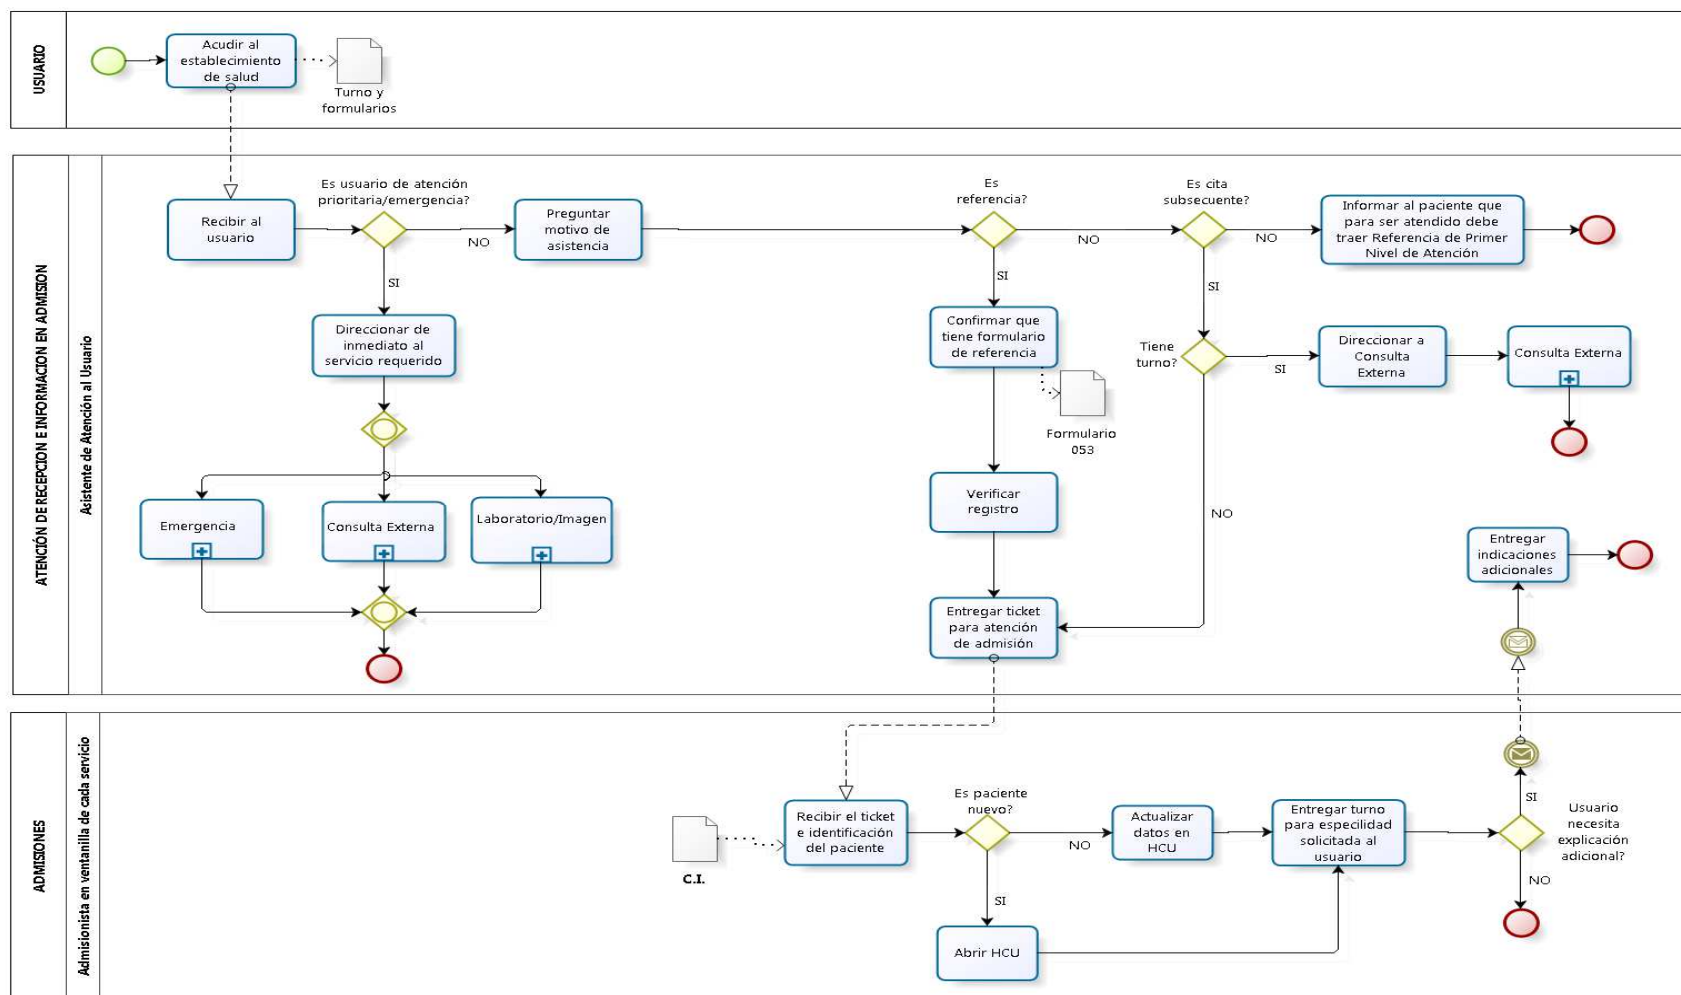 USUARIO
Acudir al
establecimiento
de salud
Turno y
formularios
ATENCIÓN DE RECEPCION E INFORMACION EN ADMISION
Asistente de Atención al Usuario
Recibir al
usuario
Es usuario de atención
prioritaria/emergencia?
NO
SI
Preguntar
motivo de
asistencia
Es
referencia?
NO
SI
Es cita
subsecuente?
NO
SI
Informar al paciente que
para ser atendido debe
traer Referencia de Primer
Nivel de Atención
Direccionar de
inmediato al
servicio requerido
Confirmar que
tiene formulario
de referencia
Formulario
053
Tiene
turno?
SI
NO
Direccionar a
Consulta
Externa
Consulta Externa
Emergencia
Consulta Externa
Laboratorio/Imagen
Verificar
registro
Entregar ticket
para atención
de admisión
Entregar
indicaciones
adicionales
ADMISIONES
Admisionista en ventanilla de cada servicio
C.I.
Recibir el ticket
e identificación
del paciente
Es paciente
nuevo?
NO
SI
Actualizar
datos en
HCU
Abrir HCU
Entregar turno
para especilidad
solicitada al
usuario
SI
Usuario
necesita
explicación
adicional?
NO